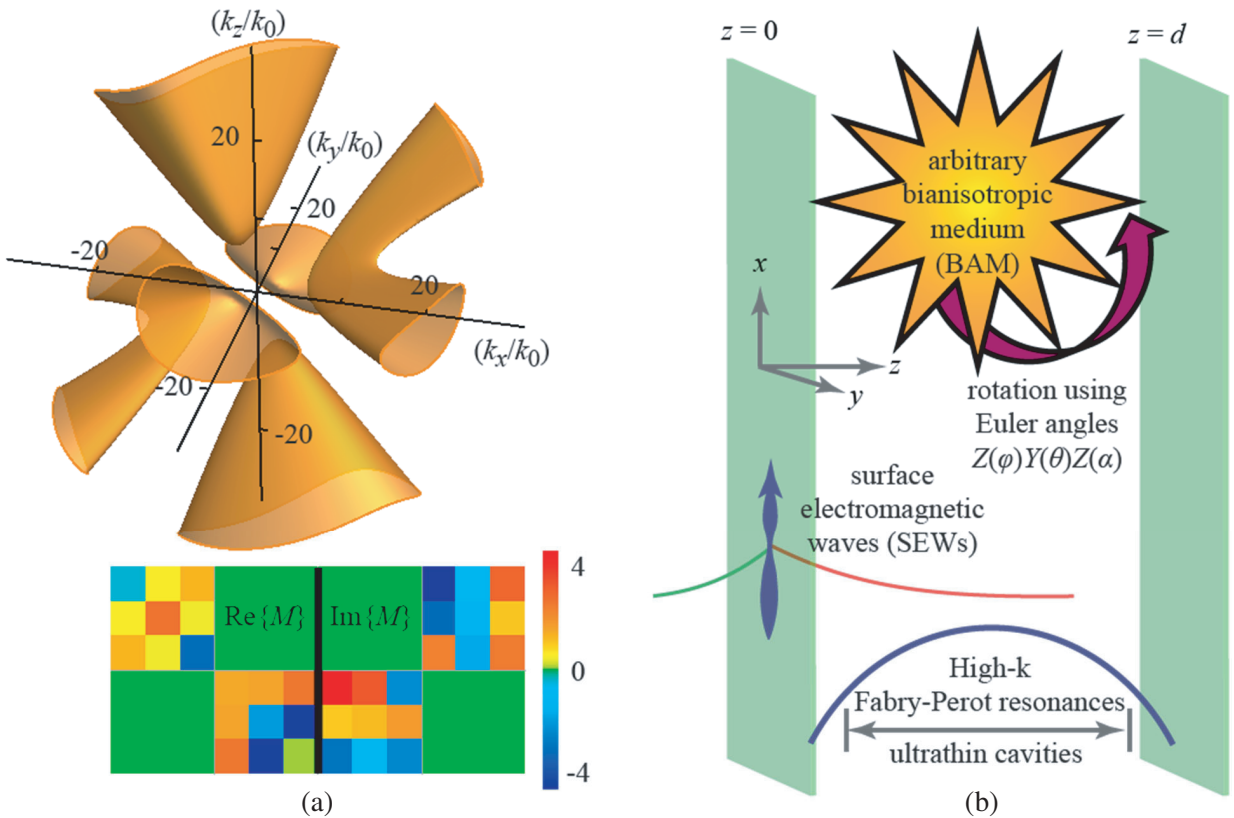 (kz/k0)
20
(ky/k0)
20
-20
20
(kx/k0)
-20
-20
Re{M}
Im{M}
4
0
-4
(a)
z = 0
z = d
arbitrary
bianisotropic
medium
(BAM)
x
z
y
rotation using
Euler angles
Z(φ)Y(θ)Z(α)
surface
electromagnetic
waves (SEWs)
High-k
Fabry-Perot resonances
ultrathin cavities
(b)